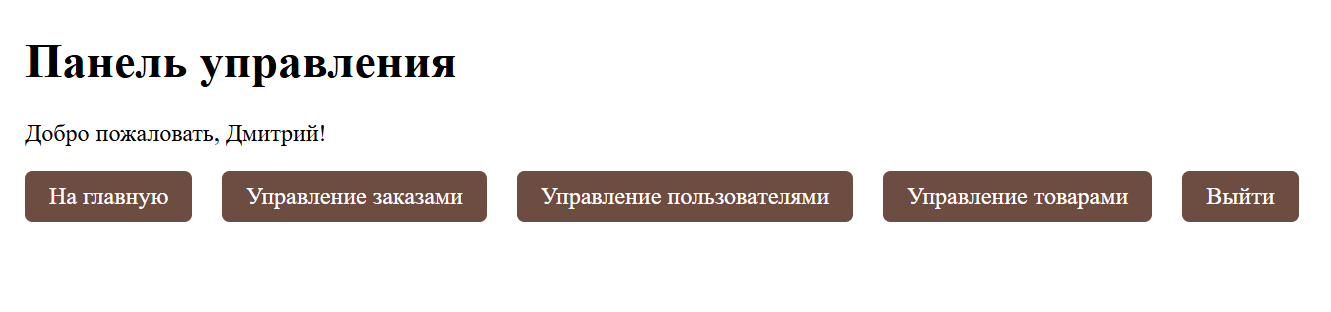 Панель управления
Добро пожаловать, Дмитрий!
На главную Управление заказами Управление пользователями Управление товарами Выйти